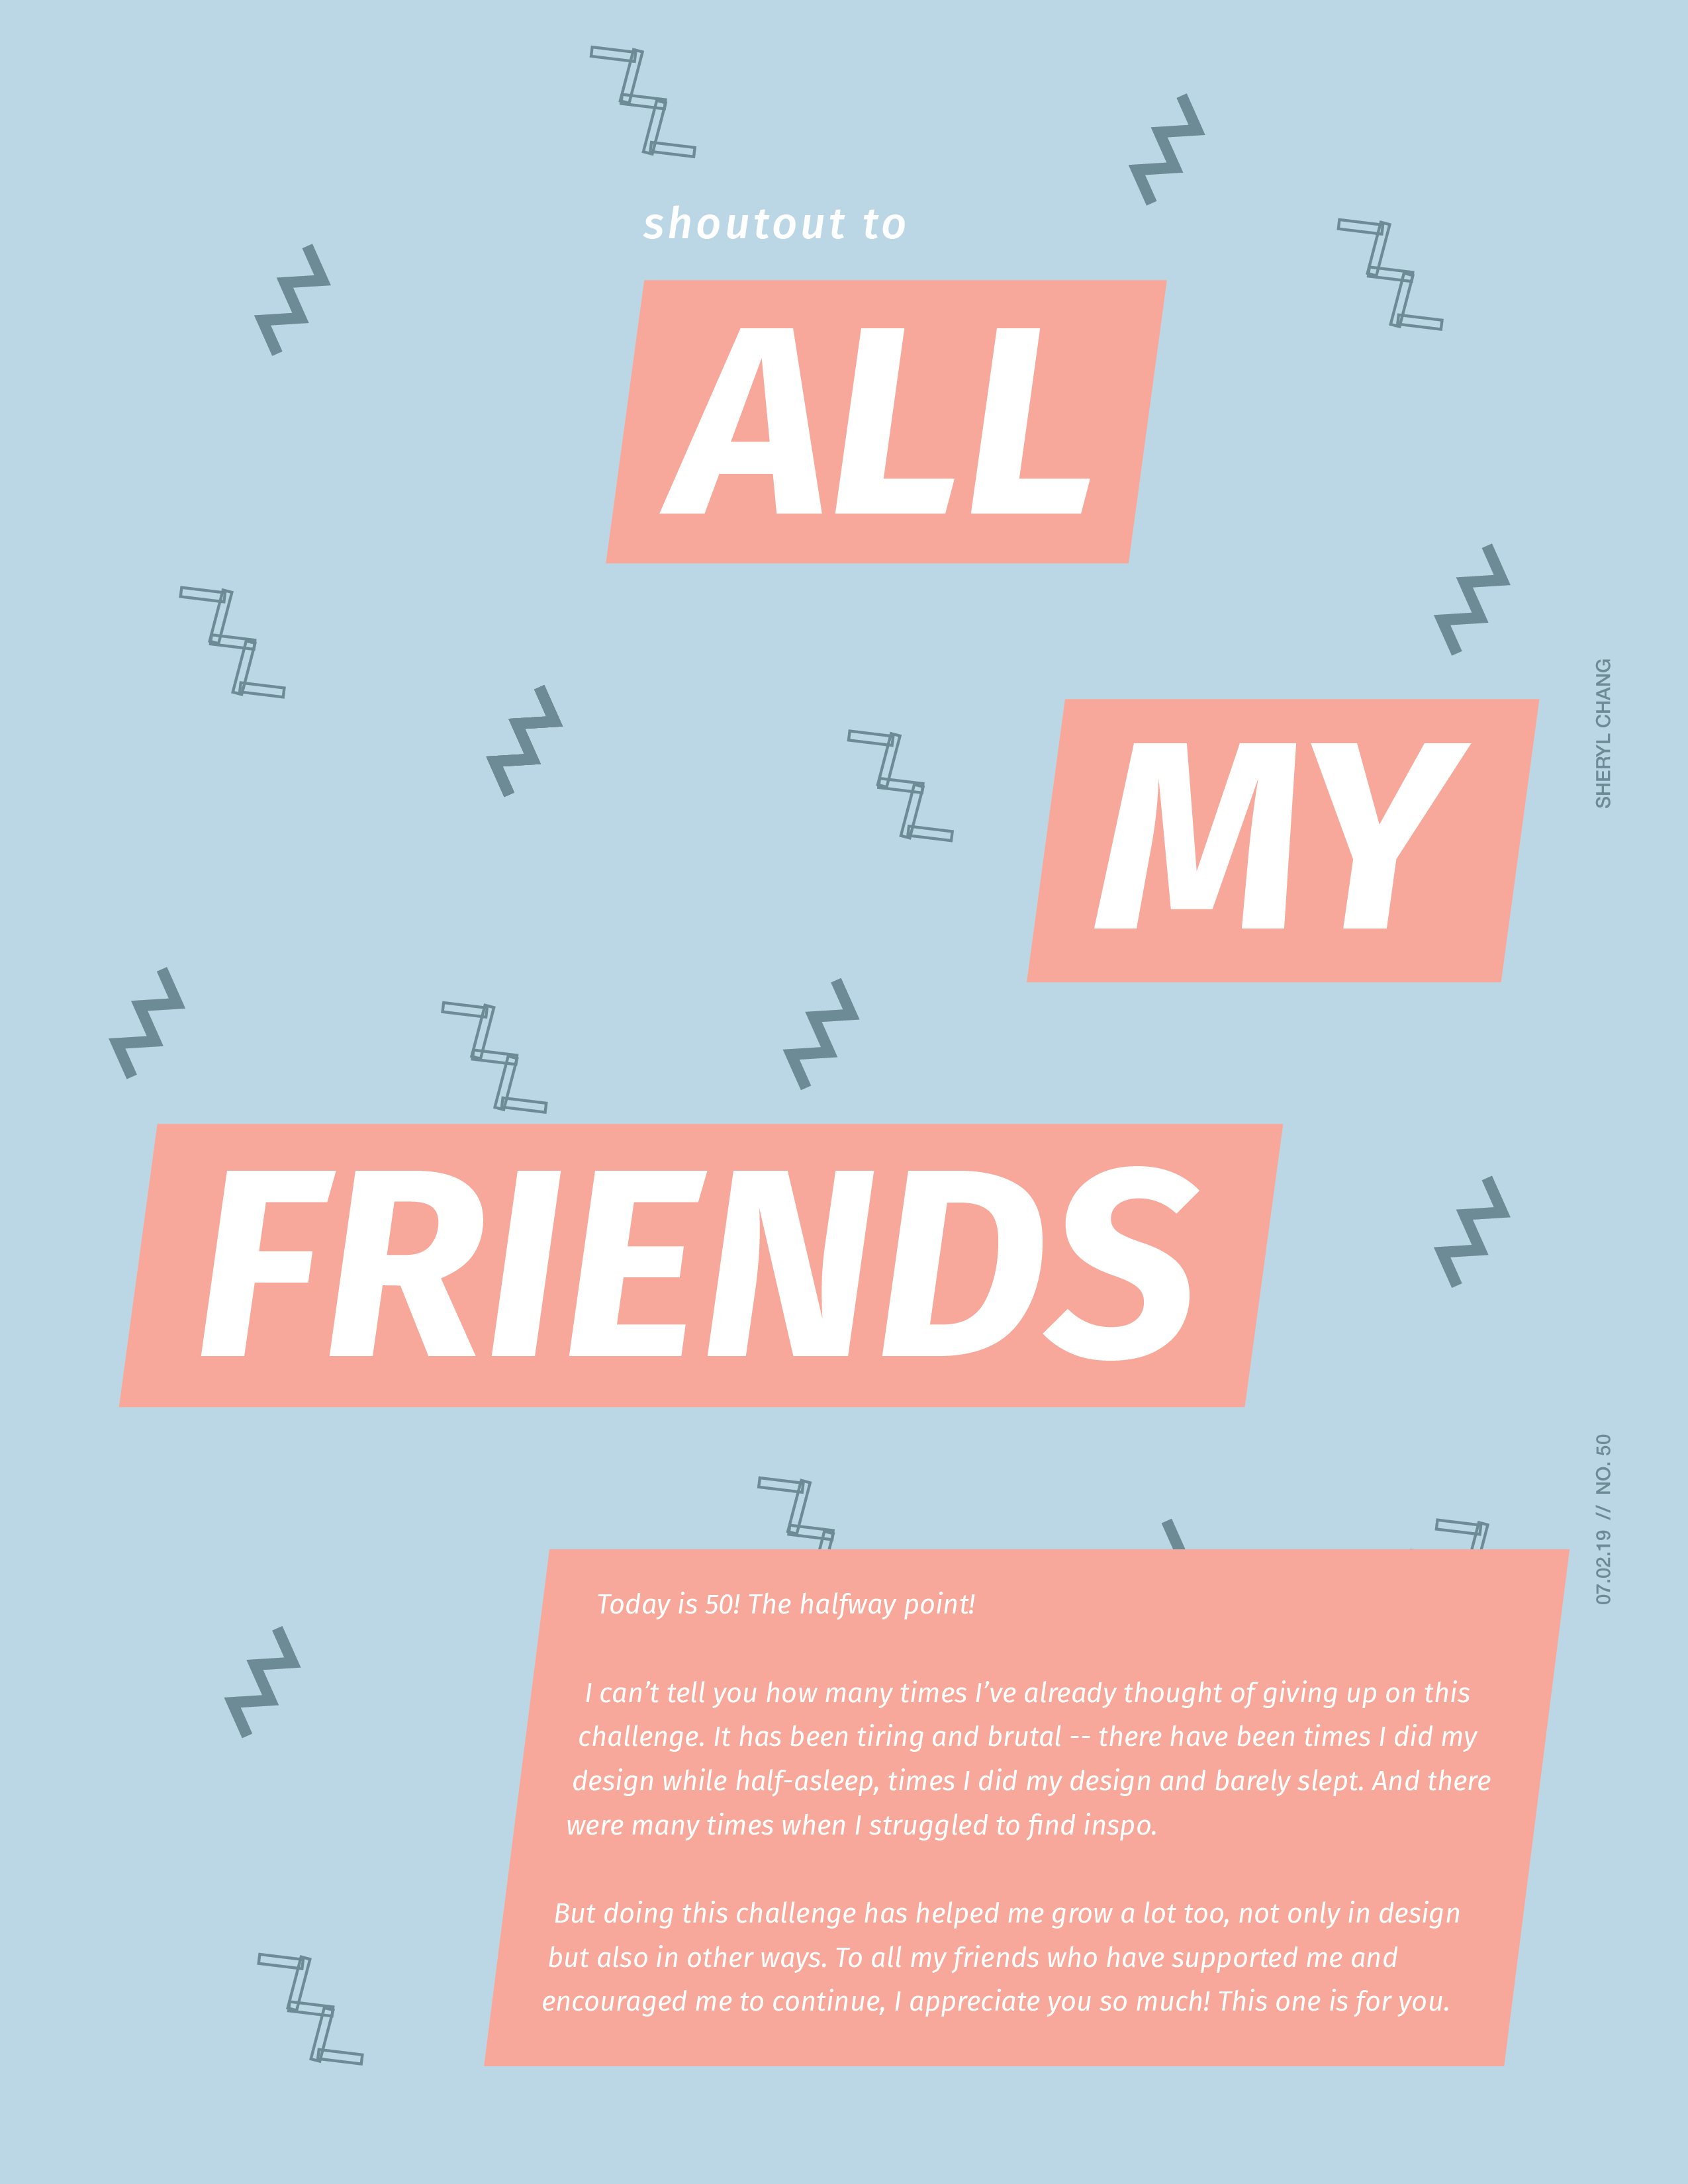 shoutout to
ALL
MY
FRIENDS
SHERYL CHANG
07.02.19 // NO. 50
Today is 50! The halfway point!
I can’t tell you how many times I’ve already thought of giving up on this
challenge. It has been tiring and brutal -- there have been times I did my
design while half-asleep, times I did my design and barely slept. And there
were many times when I struggled to find inspo.
But doing this challenge has helped me grow a lot too, not only in design
but also in other ways. To all my friends who have supported me and
encouraged me to continue, I appreciate you so much! This one is for you.